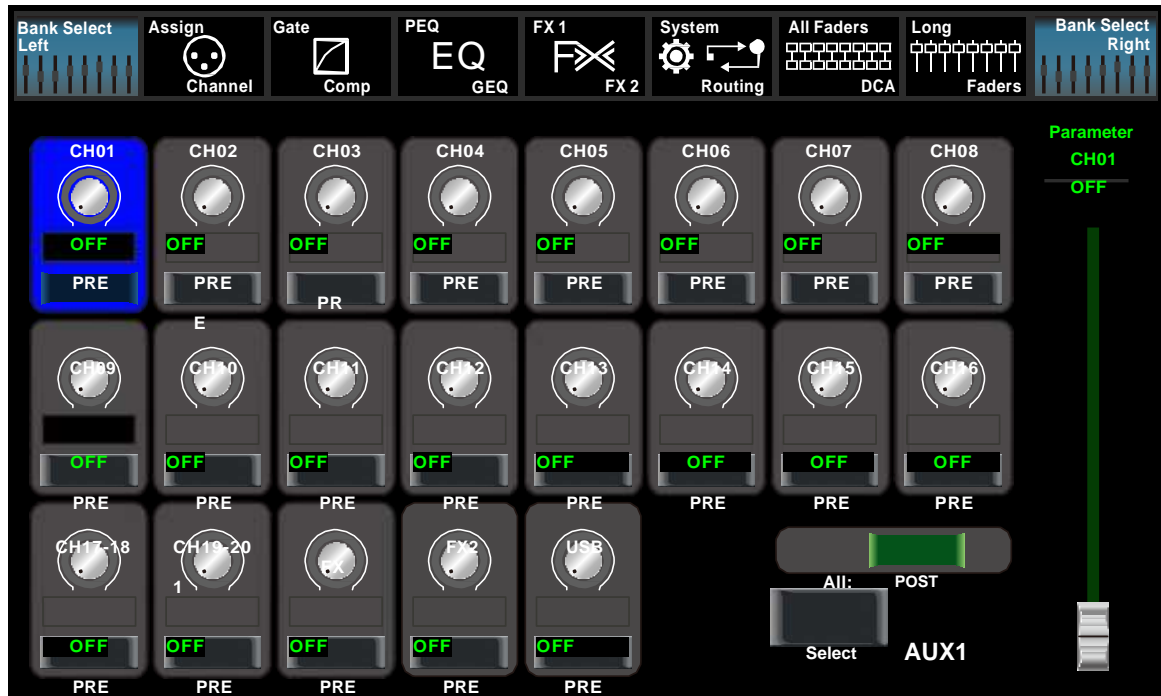 Bank Select Left
Assign Channel
Gate Comp
PEQ EQ GEQ
FX 1 FX FX 2
System Routing
All Faders DCA
Long Faders
Bank Select Right
Parameter
CH01
OFF
CH01 CH02 CH03 CH04 CH05 CH06 CH07 CH08
OFF OFF OFF OFF OFF OFF OFF OFF
PRE PRE PR PRE PRE PRE PRE PRE
E
CH09 CH10 CH11 CH12 CH13 CH14 CH15 CH16
OFF OFF OFF OFF OFF OFF OFF OFF
PRE PRE PRE PRE PRE PRE PRE PRE
CH17-18 CH19-20 FX FX2 USB
1
OFF OFF OFF OFF OFF
PRE PRE PRE PRE PRE
All: POST
Select AUX1